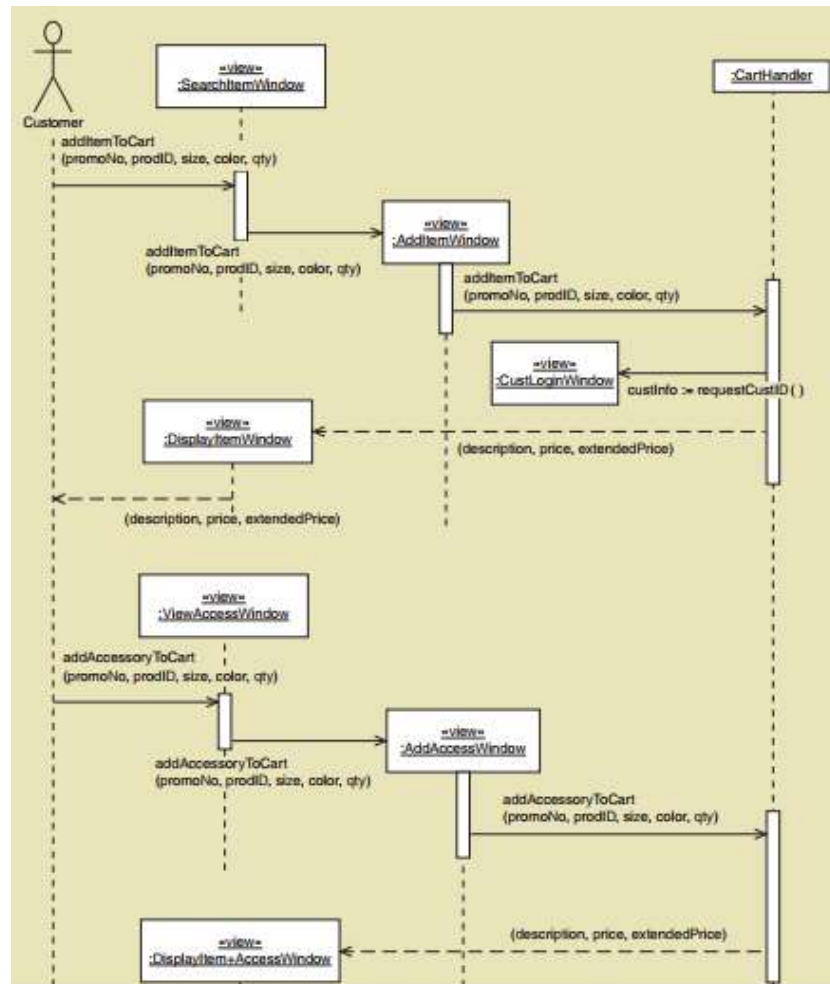 «view»
:SearchItemWindow
:CartHandler
Customer
addItemToCart
(promoNo, prodID, size, color, qty)
«view»
:AddItemWindow
addItemToCart
(promoNo, prodID, size, color, qty)
addItemToCart
(promoNo, prodID, size, color, qty)
«view»
:CustLoginWindow
custInfo := requestCustID( )
«view»
:DisplayItemWindow
(description, price, extendedPrice)
(description, price, extendedPrice)
«view»
:ViewAccessWindow
addAccessoryToCart
(promoNo, prodID, size, color, qty)
«view»
:AddAccessWindow
addAccessoryToCart
(promoNo, prodID, size, color, qty)
addAccessoryToCart
(promoNo, prodID, size, color, qty)
«view»
:DisplayItem+AccessWindow
(description, price, extendedPrice)